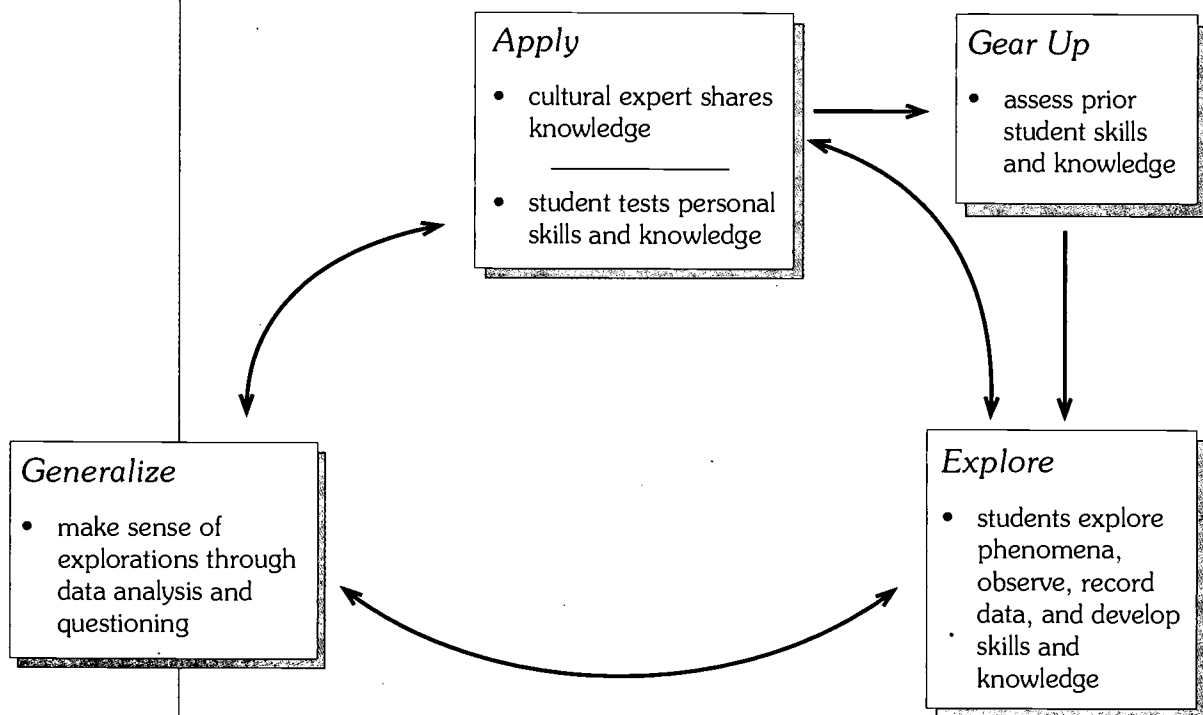 Apply
• cultural expert shares
knowledge
• student tests personal
skills and knowledge
Gear Up
• assess prior
student skills
and knowledge
Generalize
• make sense of
explorations through
data analysis and
questioning
Explore
• students explore
phenomena,
observe, record
data, and develop
skills and
knowledge